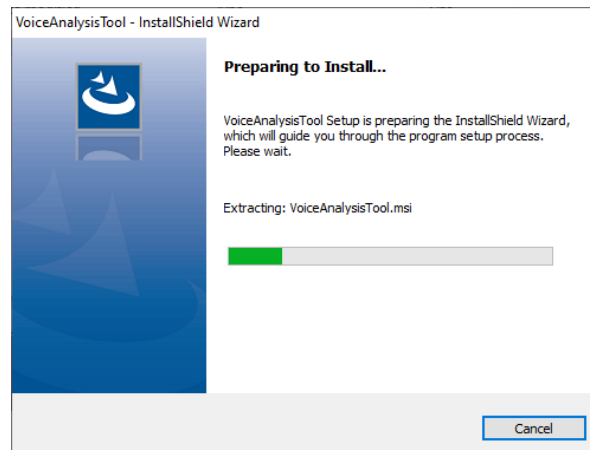 VoiceAnalysisTool - InstallShield Wizard
Preparing to Install...
VoiceAnalysisTool Setup is preparing the InstallShield Wizard,
which will guide you through the program setup process.
Please wait.
Extracting: VoiceAnalysisTool.msi
Cancel